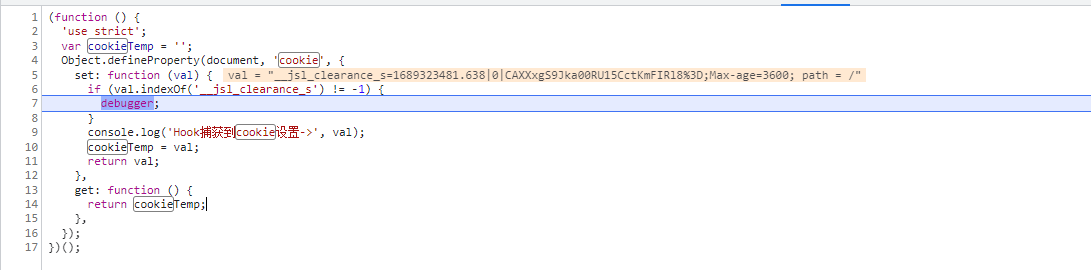 1 (function () {
2 'use strict';
3 var cookieTemp = '';
4 Object.defineProperty(document, 'cookie', {
5 set: function (val) { val = "__jsl_clearance_s=1689323481.638|0|CAXXxgS9Jka00RU15CctKmFIRl8%3D;Max-age=3600; path = /"
6 if (val.indexOf('__jsl_clearance_s') != -1) {
7 debugger;
8 }
9 console.log('Hook捕获到cookie设置->', val);
10 cookieTemp = val;
11 return val;
12 },
13 get: function () {
14 return cookieTemp;
15 },
16 });
17 })();